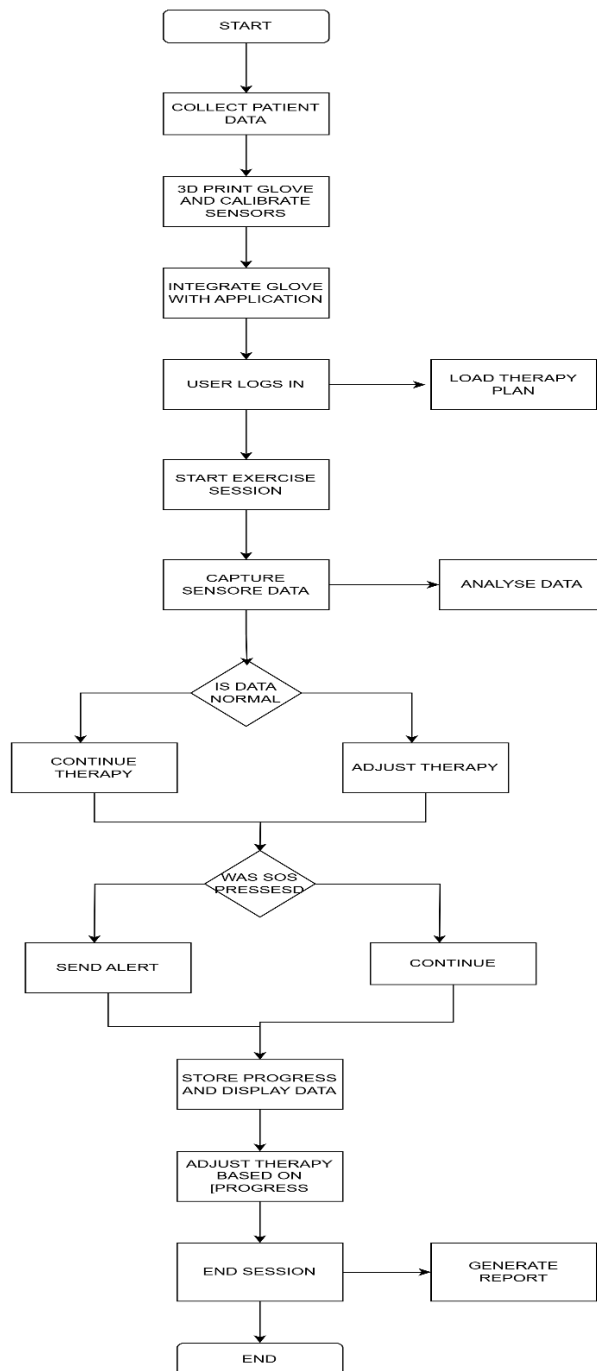 START
COLLECT PATIENT
DATA
3D PRINT GLOVE
AND CALIBRATE
SENSORS
INTEGRATE GLOVE
WITH APPLICATION
USER LOGS IN
LOAD THERAPY
PLAN
START EXERCISE
SESSION
CAPTURE
SENSORE DATA
ANALYSE DATA
IS DATA
NORMAL
CONTINUE
THERAPY
ADJUST THERAPY
WAS SOS
PRESSESD
SEND ALERT
CONTINUE
STORE PROGRESS
AND DISPLAY DATA
ADJUST THERAPY
BASED ON
[PROGRESS
END SESSION
GENERATE
REPORT
END